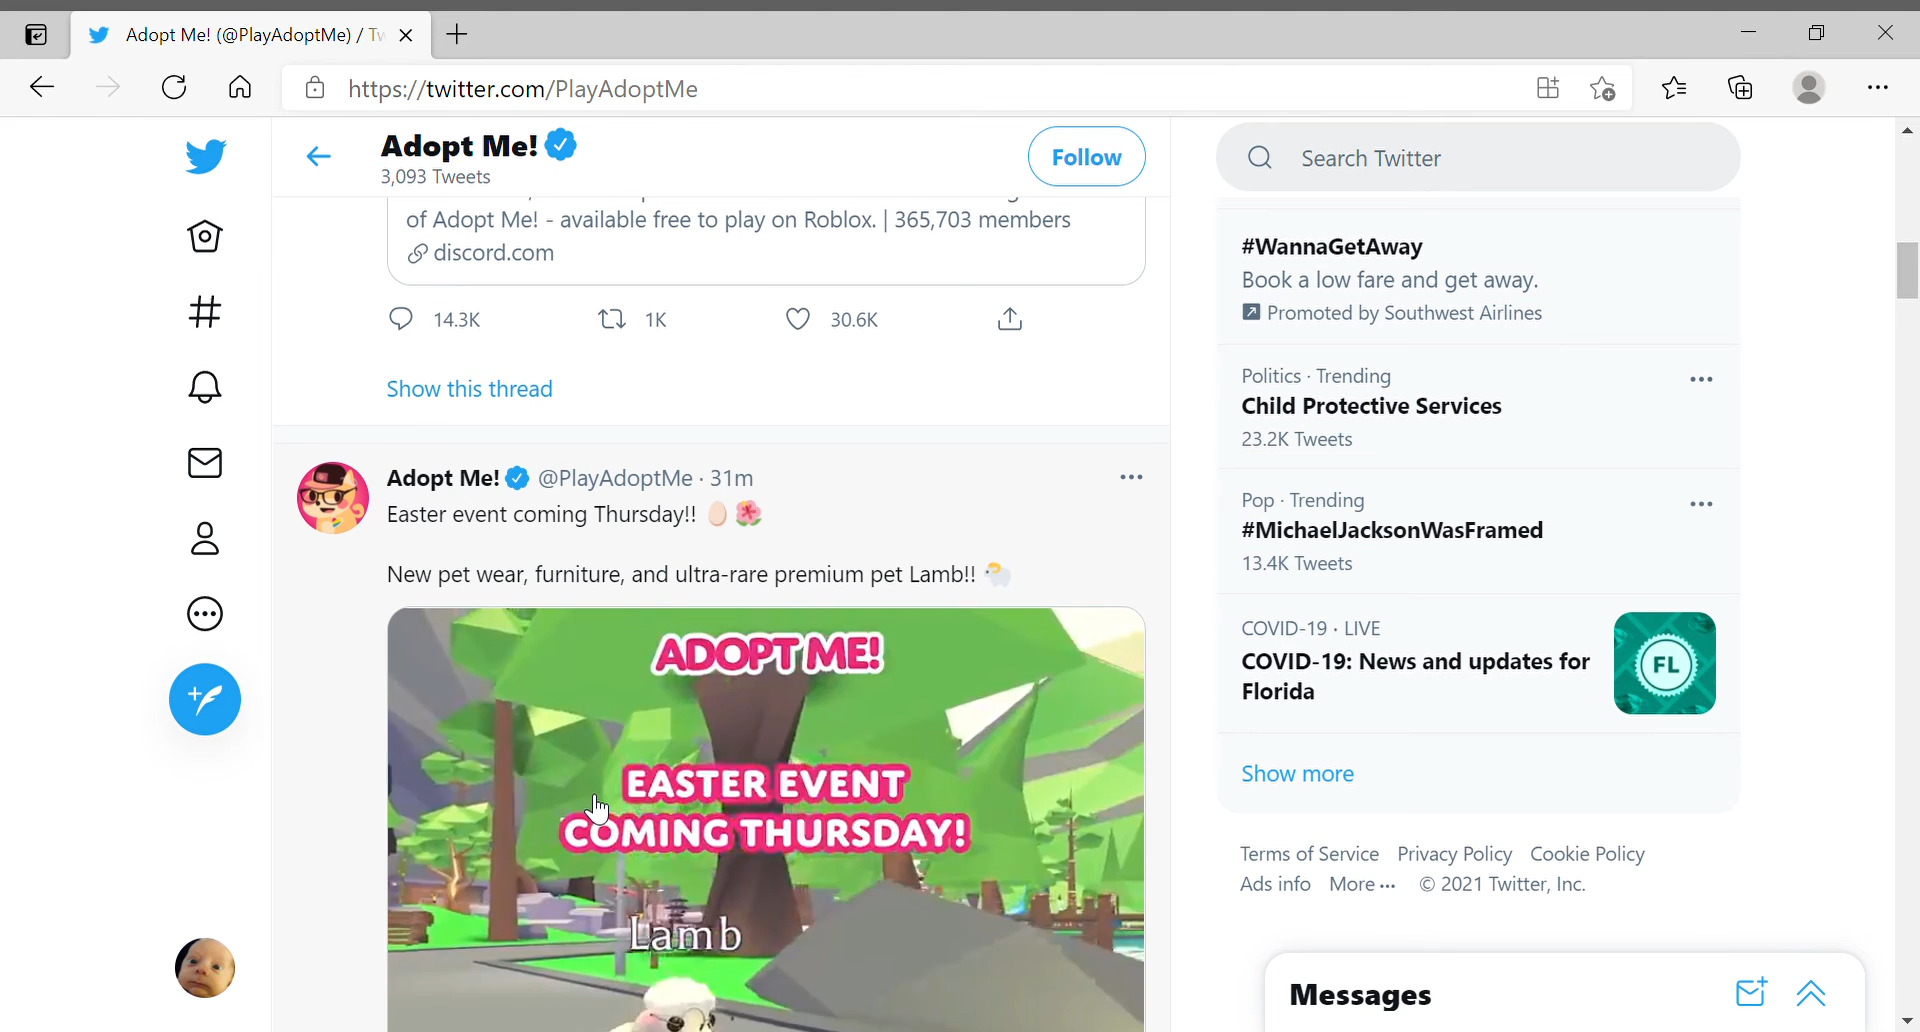 Adopt Me! (@PlayAdoptMe) / Tw
https://twitter.com/PlayAdoptMe
Adopt Me!
3,093 Tweets
Follow
of Adopt Me! - available free to play on Roblox. | 365,703 members
discord.com
14.3K
1K
30.6K
Show this thread
Adopt Me! @PlayAdoptMe · 31m
Easter event coming Thursday!! 🥚🌺
New pet wear, furniture, and ultra-rare premium pet Lamb!! 🐑
ADOPT ME!
EASTER EVENT
COMING THURSDAY!
Lamb
Search Twitter
#WannaGetAway
Book a low fare and get away.
Promoted by Southwest Airlines
Politics · Trending
Child Protective Services
23.2K Tweets
Pop · Trending
#MichaelJacksonWasFramed
13.4K Tweets
COVID-19 · LIVE
COVID-19: News and updates for
Florida
FL
Show more
Terms of Service Privacy Policy Cookie Policy
Ads info More ··· © 2021 Twitter, Inc.
Messages